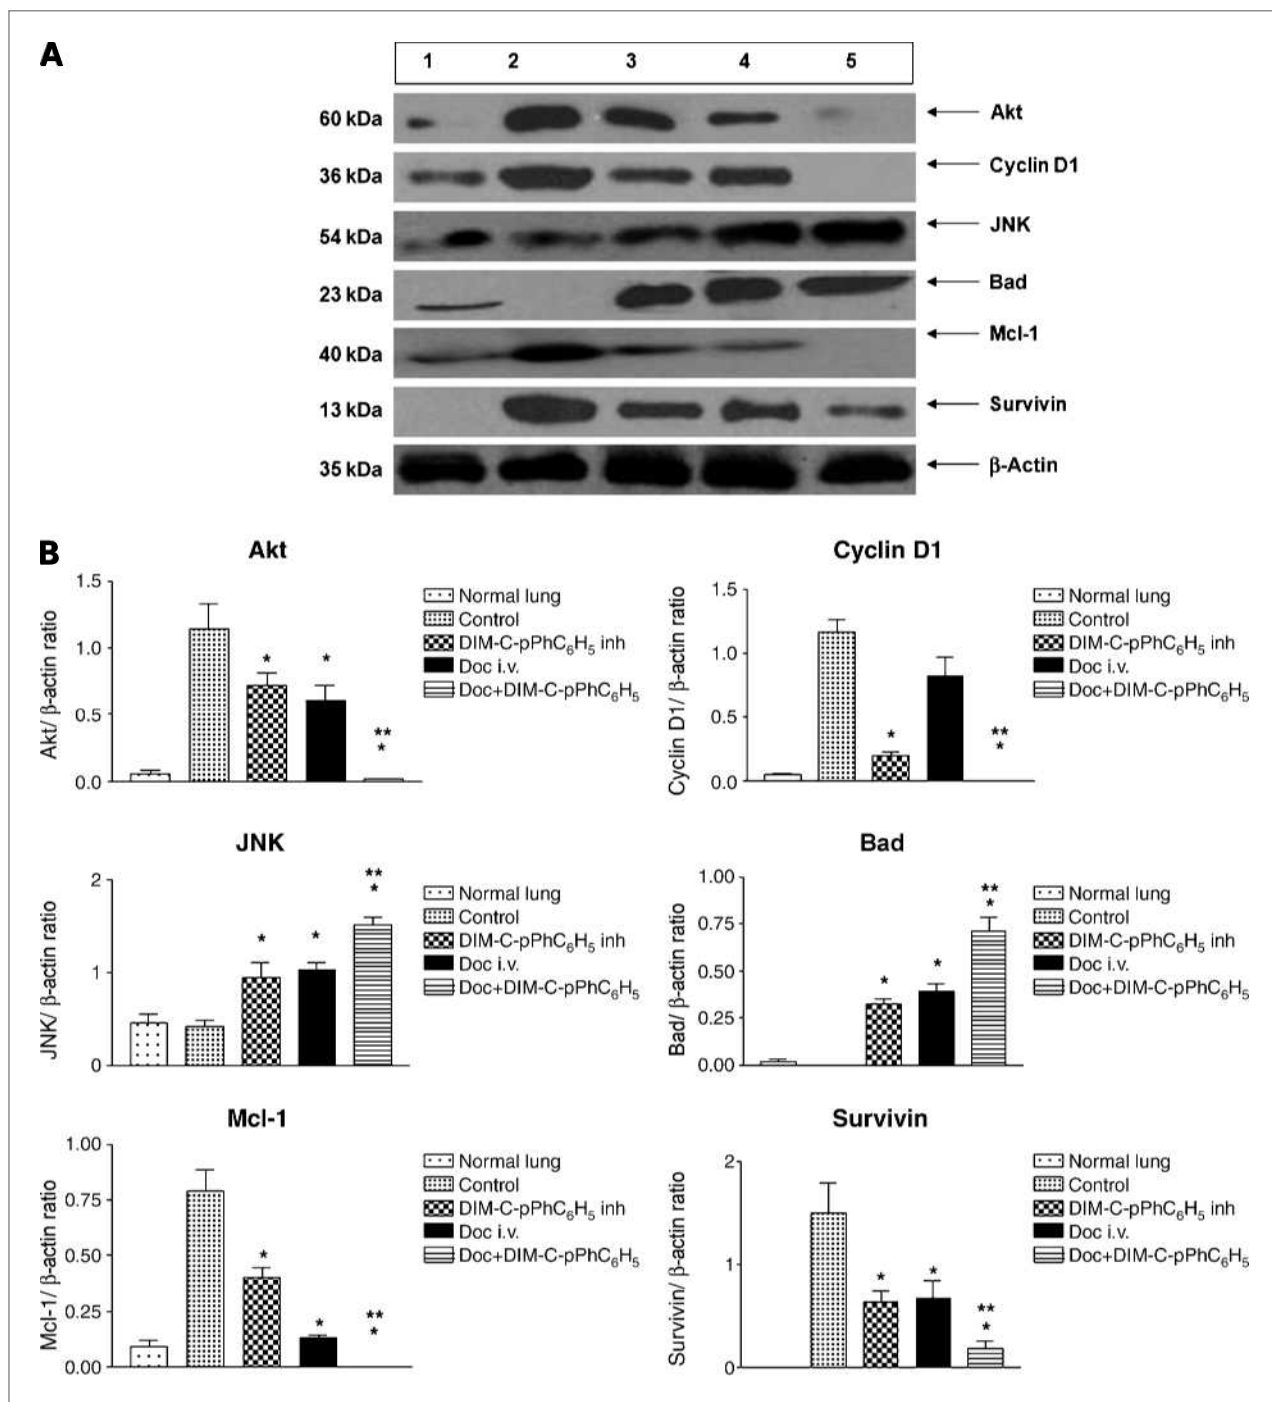 A
1 2 3 4 5
60 kDa Akt
36 kDa Cyclin D1
54 kDa JNK
23 kDa Bad
40 kDa Mcl-1
13 kDa Survivin
35 kDa β-Actin
B
Akt
Akt/ β-actin ratio
1.5
1.0
0.5
0.0
*
*
**
*
Normal lung
Control
DIM-C-pPhC6H5 inh
Doc i.v.
Doc+DIM-C-pPhC6H5
Cyclin D1
Cyclin D1/ β-actin ratio
1.5
1.0
0.5
0.0
*
**
*
Normal lung
Control
DIM-C-pPhC6H5 inh
Doc i.v.
Doc+DIM-C-pPhC6H5
JNK
JNK/ β-actin ratio
2
1
0
*
*
**
*
Normal lung
Control
DIM-C-pPhC6H5 inh
Doc i.v.
Doc+DIM-C-pPhC6H5
Bad
Bad/ β-actin ratio
1.00
0.75
0.50
0.25
0.00
*
*
**
*
Normal lung
Control
DIM-C-pPhC6H5 inh
Doc i.v.
Doc+DIM-C-pPhC6H5
Mcl-1
Mcl-1/ β-actin ratio
1.00
0.75
0.50
0.25
0.00
*
*
**
*
Normal lung
Control
DIM-C-pPhC6H5 inh
Doc i.v.
Doc+DIM-C-pPhC6H5
Survivin
Survivin/ β-actin ratio
2
1
0
*
*
**
*
Normal lung
Control
DIM-C-pPhC6H5 inh
Doc i.v.
Doc+DIM-C-pPhC6H5